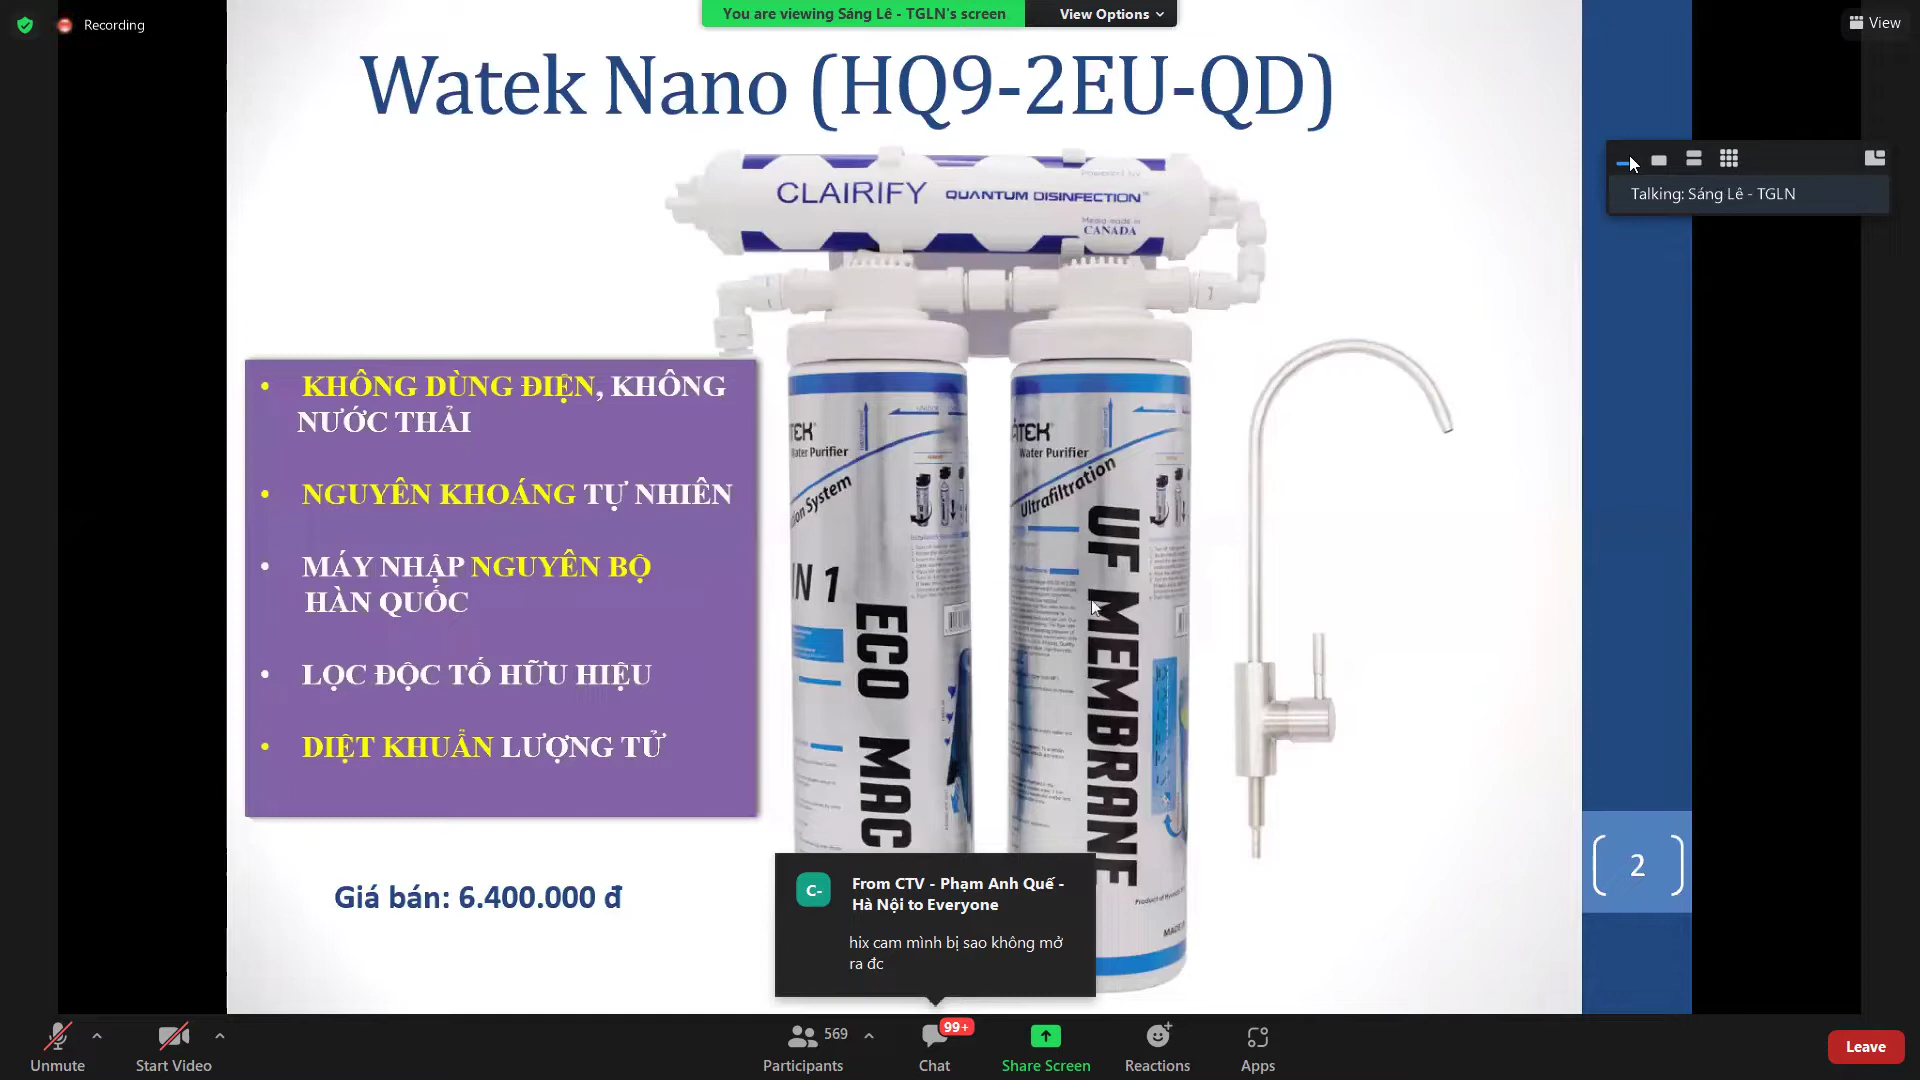 Recording
You are viewing Sáng Lê - TGLN's screen
View Options
View
Watek Nano (HQ9-2EU-QD)
Talking: Sáng Lê - TGLN
CLAIRIFY QUANTUM DISINFECTION
Media made in
CANADA
• KHÔNG DÙNG ĐIỆN, KHÔNG
NƯỚC THẢI
• NGUYÊN KHOÁNG TỰ NHIÊN
• MÁY NHẬP NGUYÊN BỘ
HÀN QUỐC
• LỌC ĐỘC TỐ HỮU HIỆU
• DIỆT KHUẨN LƯỢNG TỬ
Water Purifier
System
IN 1
ECO MAC
Water Purifier
Ultrafiltration
UF MEMBRANE
Giá bán: 6.400.000 đ
2
C-
From CTV - Phạm Anh Quế -
Hà Nội to Everyone
hix cam mình bị sao không mở
ra đc
Unmute
Start Video
569
Participants
99+
Chat
Share Screen
Reactions
Apps
Leave